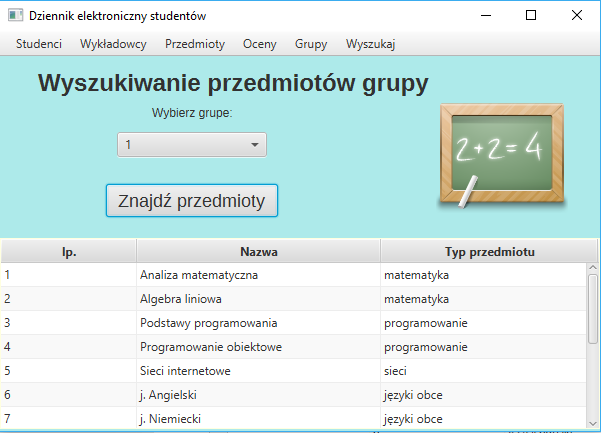 Dziennik elektroniczny studentów
Studenci Wykładowcy Przedmioty Oceny Grupy Wyszukaj
Wyszukiwanie przedmiotów grupy
Wybierz grupe:
1
2+2=4
Znajdź przedmioty
lp. Nazwa Typ przedmiotu
1 Analiza matematyczna matematyka
2 Algebra liniowa matematyka
3 Podstawy programowania programowanie
4 Programowanie obiektowe programowanie
5 Sieci internetowe sieci
6 j. Angielski języki obce
7 j. Niemiecki języki obce